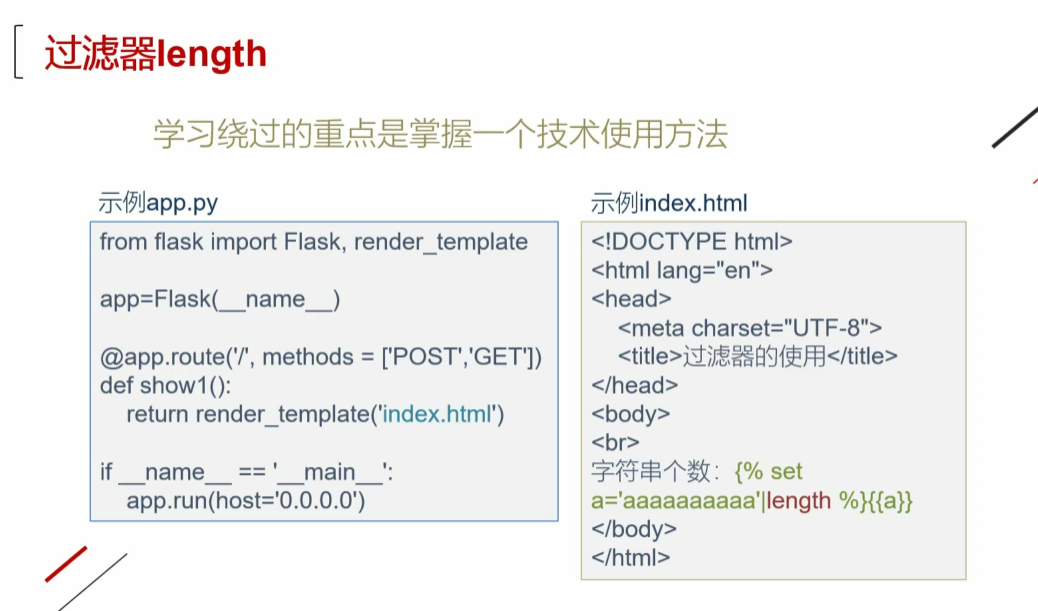 过滤器length
学习绕过的重点是掌握一个技术使用方法
示例app.py
from flask import Flask, render_template
app=Flask(__name__)
@app.route('/', methods = ['POST','GET'])
def show1():
return render_template('index.html')
if __name__ == '__main__':
app.run(host='0.0.0.0')
示例index.html
<!DOCTYPE html>
<html lang="en">
<head>
<meta charset="UTF-8">
<title>过滤器的使用</title>
</head>
<body>
<br>
字符串个数：{% set
a='aaaaaaaaaa'|length %}{{a}}
</body>
</html>